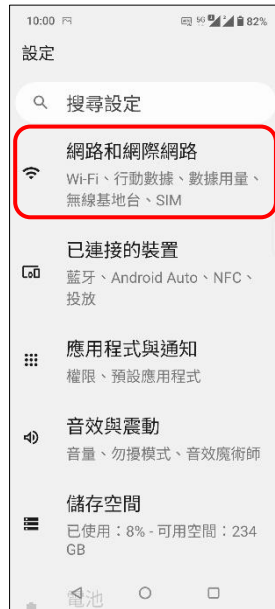 10:00 5G 82%
設定
搜尋設定
網路和網際網路
Wi-Fi、行動數據、數據用量、
無線基地台、SIM
已連接的裝置
藍牙、Android Auto、NFC、
投放
應用程式與通知
權限、預設應用程式
音效與震動
音量、勿擾模式、音效魔術師
儲存空間
已使用：8% - 可用空間：234
GB
電池